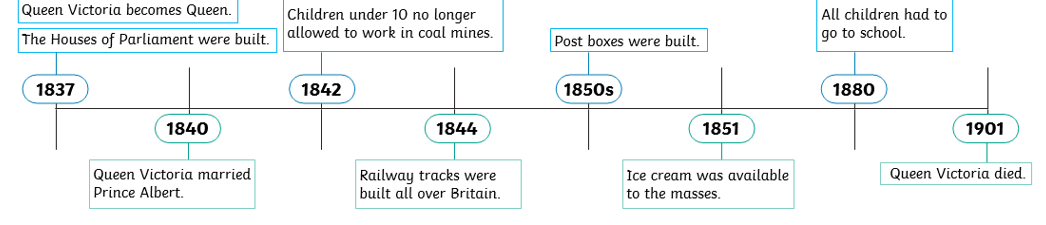 Queen Victoria becomes Queen.
The Houses of Parliament were built.
1837
1840
Queen Victoria married
Prince Albert.
Children under 10 no longer
allowed to work in coal mines.
1842
1844
Railway tracks were
built all over Britain.
Post boxes were built.
1850s
1851
Ice cream was available
to the masses.
All children had to
go to school.
1880
1901
Queen Victoria died.